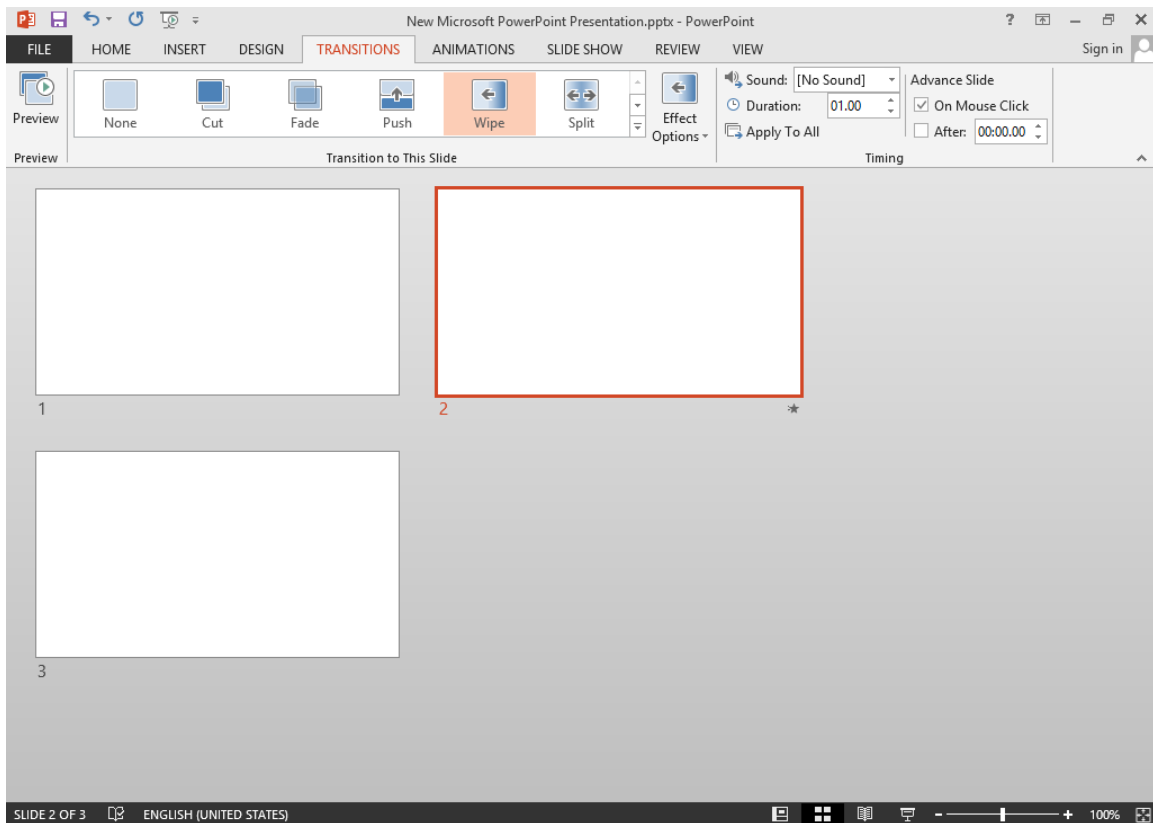 New Microsoft PowerPoint Presentation.pptx - PowerPoint
FILE HOME INSERT DESIGN TRANSITIONS ANIMATIONS SLIDE SHOW REVIEW VIEW Sign in
Preview
None Cut Fade Push Wipe Split
Effect Options
Sound: [No Sound]
Duration: 01.00
Apply To All
Advance Slide
On Mouse Click
After: 00:00.00
Preview Transition to This Slide Timing
1 2
3
SLIDE 2 OF 3 ENGLISH (UNITED STATES) 100%